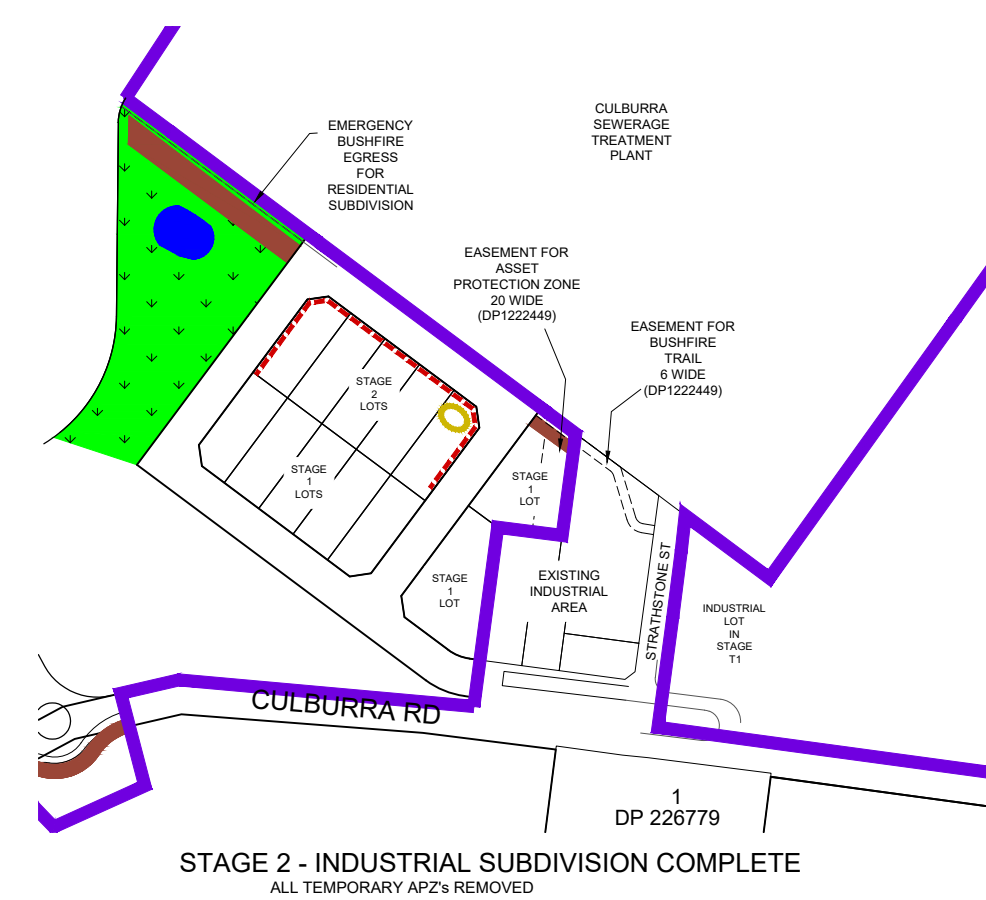 CULBURRA
SEWERAGE
TREATMENT
PLANT
EMERGENCY
BUSHFIRE
EGRESS
FOR
RESIDENTIAL
SUBDIVISION
EASEMENT FOR
ASSET
PROTECTION ZONE
20 WIDE
(DP1222449)
EASEMENT FOR
BUSHFIRE
TRAIL
6 WIDE
(DP1222449)
STAGE
2
LOTS
STAGE
1
LOTS
STAGE
1
LOT
STAGE
1
LOT
EXISTING
INDUSTRIAL
AREA
STRATHSTONE ST
INDUSTRIAL
LOT
IN
STAGE
T1
CULBURRA RD
1
DP 226779
STAGE 2 - INDUSTRIAL SUBDIVISION COMPLETE
ALL TEMPORARY APZ's REMOVED